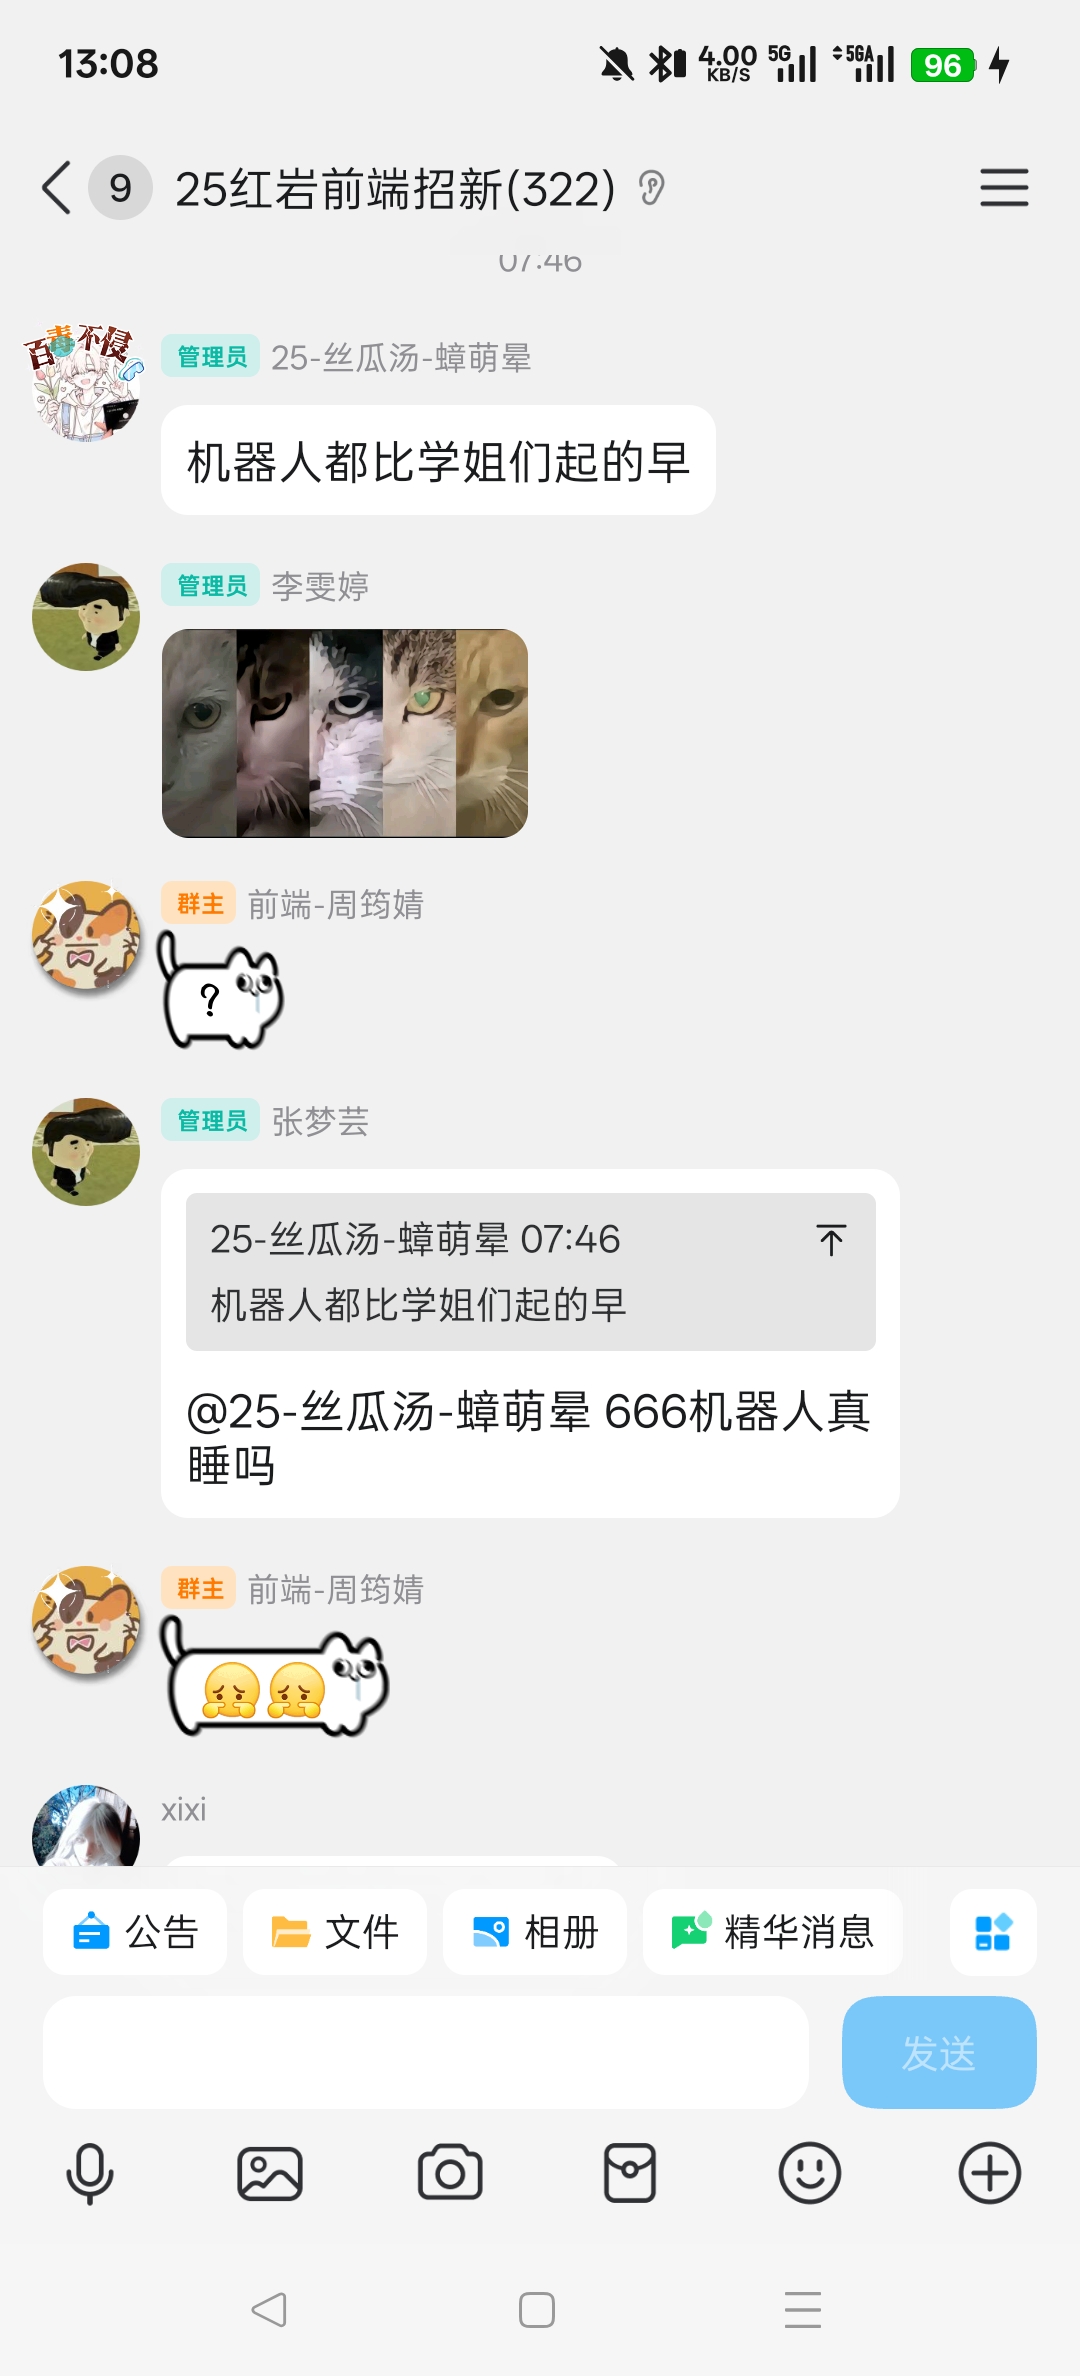 13:08
4.00
KB/S
5G
5GA
96
9
25红岩前端招新(322)
07:46
百毒不侵
管理员 25-丝瓜汤-蟑萌晕
机器人都比学姐们起的早
管理员 李雯婷
群主 前端-周筠婧
?
管理员 张梦芸
25-丝瓜汤-蟑萌晕 07:46
机器人都比学姐们起的早
@25-丝瓜汤-蟑萌晕 666机器人真
睡吗
群主 前端-周筠婧
xixi
公告
文件
相册
精华消息
发送